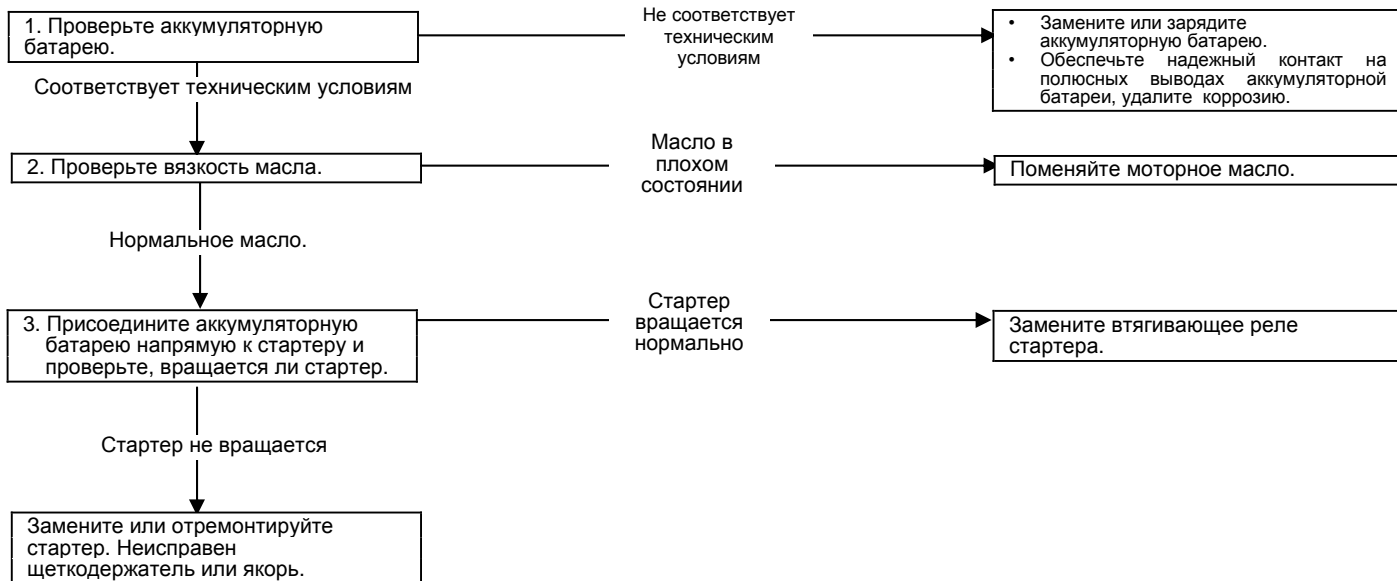 1. Проверьте аккумуляторную
батарею.
Не соответствует
техническим
условиям
• Замените или зарядите
аккумуляторную батарею.
• Обеспечьте надежный контакт на
полюсных выводах аккумуляторной
батареи, удалите коррозию.
Соответствует техническим условиям
2. Проверьте вязкость масла.
Масло в
плохом
состоянии
Поменяйте моторное масло.
Нормальное масло.
3. Присоедините аккумуляторную
батарею напрямую к стартеру и
проверьте, вращается ли стартер.
Стартер
вращается
нормально
Замените втягивающее реле
стартера.
Стартер не вращается
Замените или отремонтируйте
стартер. Неисправен
щеткодержатель или якорь.